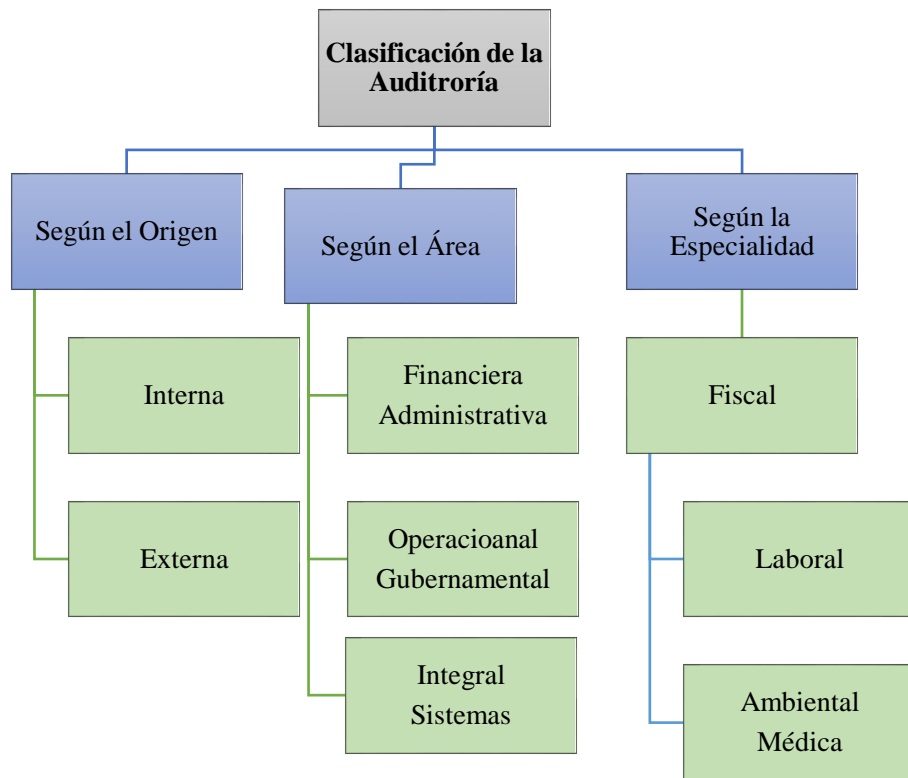 Clasificación de la
Auditroría
Según el Origen
Interna
Externa
Según el Área
Financiera
Administrativa
Operacioanal
Gubernamental
Integral
Sistemas
Según la
Especialidad
Fiscal
Laboral
Ambiental
Médica